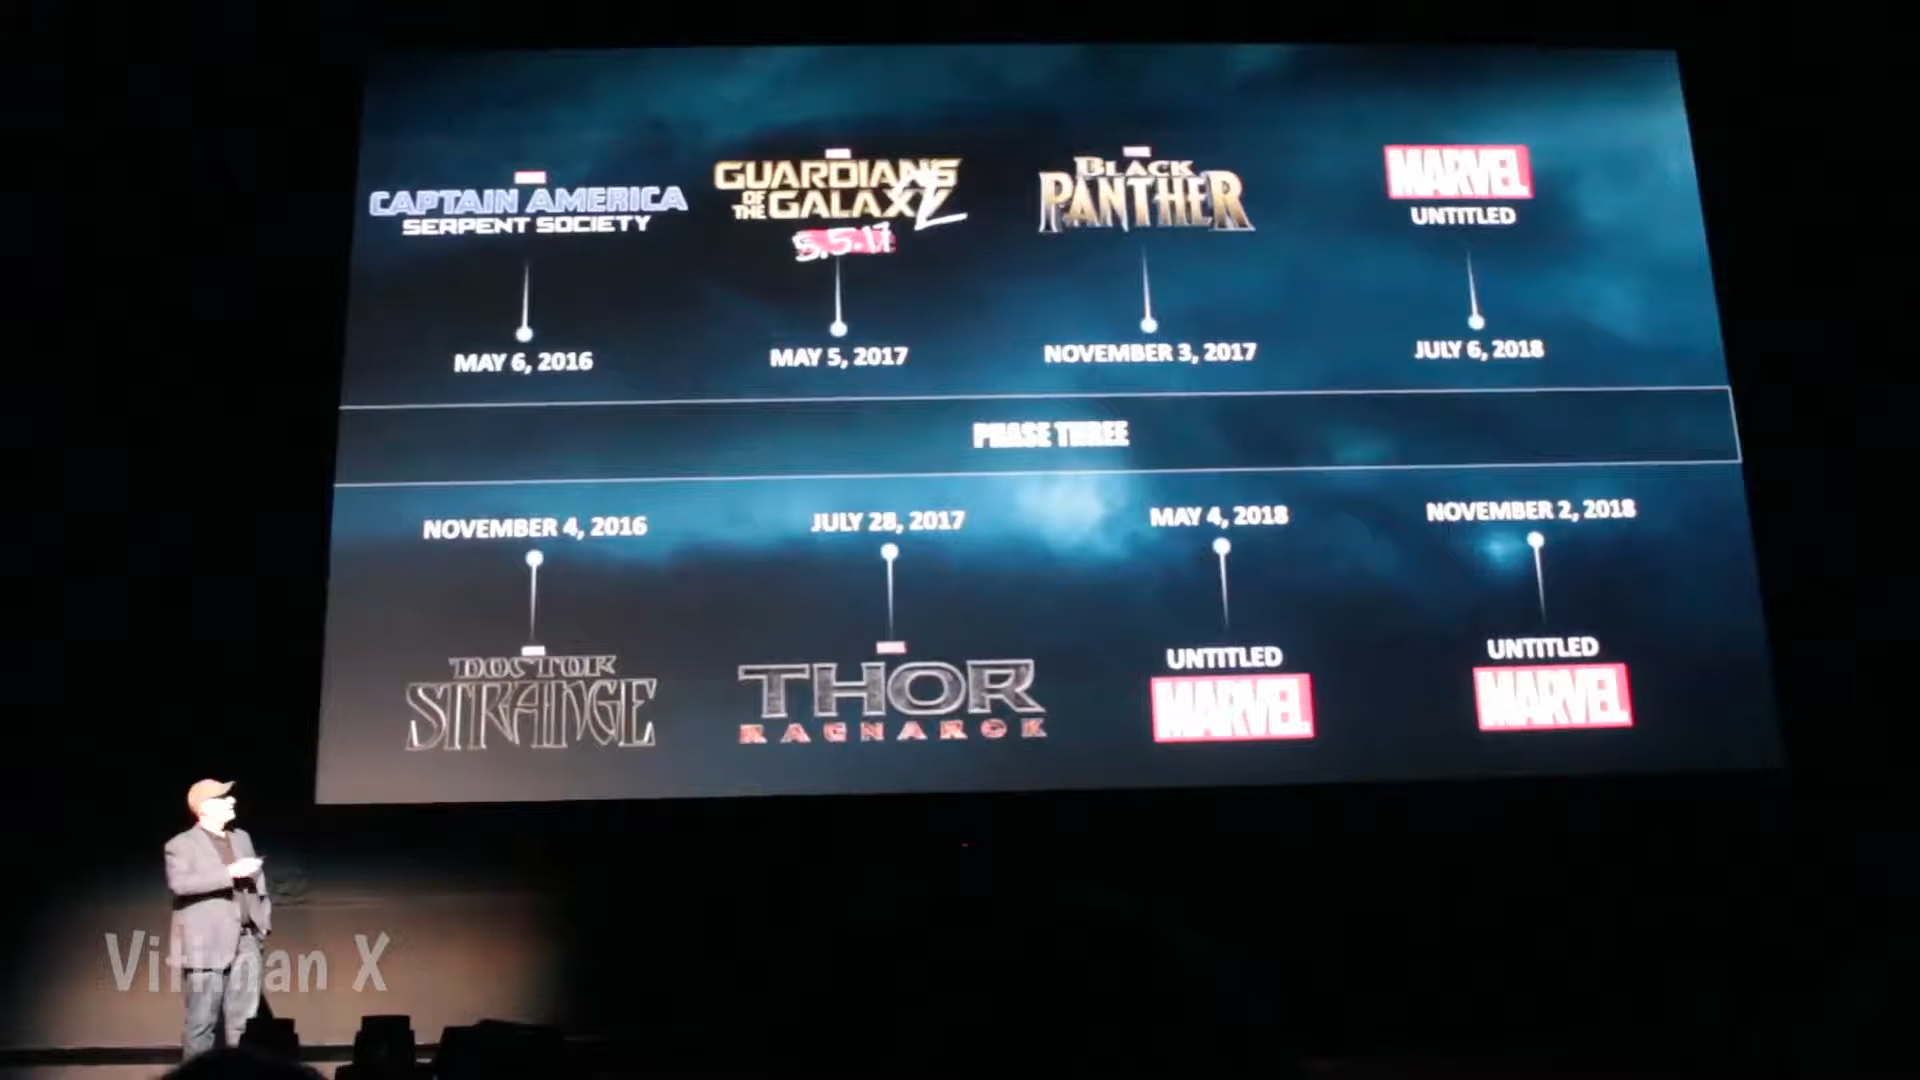 CAPTAIN AMERICA
SERPENT SOCIETY
MAY 6, 2016
GUARDIANS
OF THE GALAXY
2
5.5.17
MAY 5, 2017
BLACK
PANTHER
NOVEMBER 3, 2017
MARVEL
UNTITLED
JULY 6, 2018
PHASE THREE
NOVEMBER 4, 2016
DOCTOR
STRANGE
JULY 28, 2017
THOR
RAGNAROK
MAY 4, 2018
UNTITLED
MARVEL
NOVEMBER 2, 2018
UNTITLED
MARVEL
Vitiman X